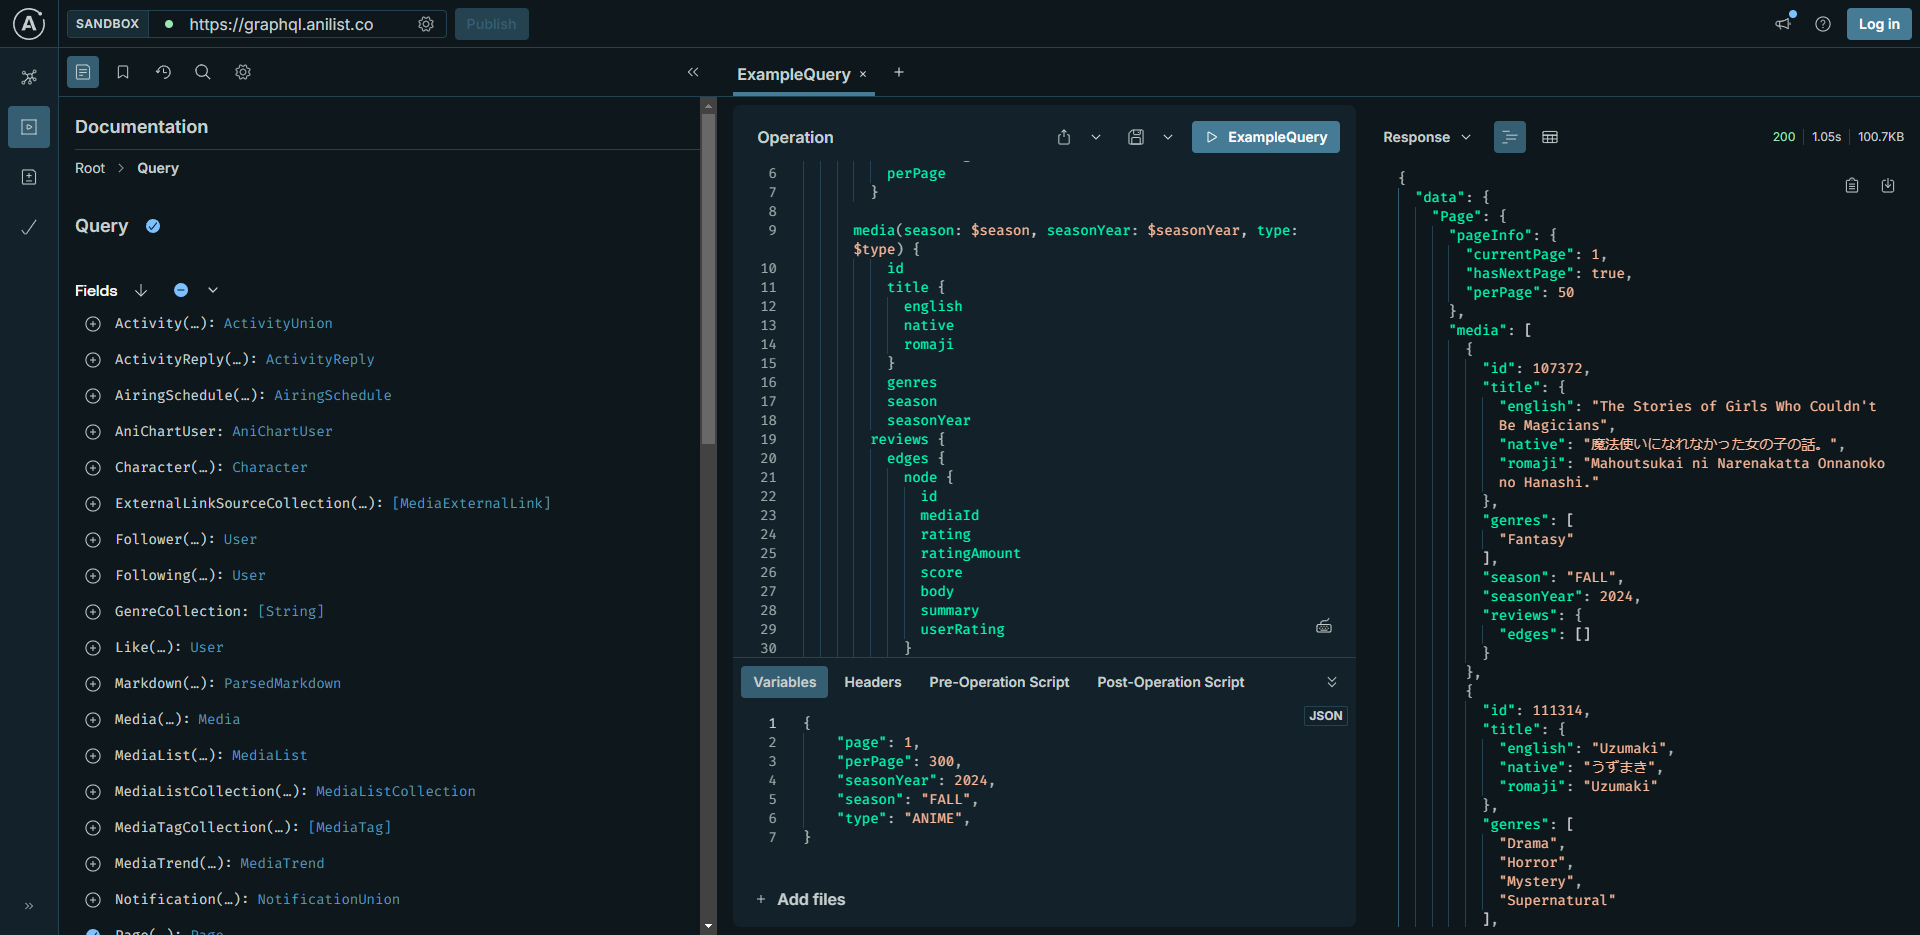 SANDBOX
https://graphql.anilist.co
Publish
Log in
Documentation
Root > Query
Query
Fields
Activity(…): ActivityUnion
ActivityReply(…): ActivityReply
AiringSchedule(…): AiringSchedule
AniChartUser: AniChartUser
Character(…): Character
ExternalLinkSourceCollection(…): [MediaExternalLink]
Follower(…): User
Following(…): User
GenreCollection: [String]
Like(…): User
Markdown(…): ParsedMarkdown
Media(…): Media
MediaList(…): MediaList
MediaListCollection(…): MediaListCollection
MediaTagCollection(…): [MediaTag]
MediaTrend(…): MediaTrend
Notification(…): NotificationUnion
Page(…): Page
ExampleQuery × +
Operation
ExampleQuery
6 perPage
7 }
8
9 media(season: $season, seasonYear: $seasonYear, type:
$type) {
10 id
11 title {
12 english
13 native
14 romaji
15 }
16 genres
17 season
18 seasonYear
19 reviews {
20 edges {
21 node {
22 id
23 mediaId
24 rating
25 ratingAmount
26 score
27 body
28 summary
29 userRating
30 }
Variables Headers Pre-Operation Script Post-Operation Script
JSON
1 {
2 "page": 1,
3 "perPage": 300,
4 "seasonYear": 2024,
5 "season": "FALL",
6 "type": "ANIME",
7 }
+ Add files
Response
200 1.05s 100.7KB
{
"data": {
"Page": {
"pageInfo": {
"currentPage": 1,
"hasNextPage": true,
"perPage": 50
},
"media": [
{
"id": 107372,
"title": {
"english": "The Stories of Girls Who Couldn't
Be Magicians",
"native": "魔法使いになれなかった女の子の話。",
"romaji": "Mahoutsukai ni Narenakatta Onnanoko
no Hanashi."
},
"genres": [
"Fantasy"
],
"season": "FALL",
"seasonYear": 2024,
"reviews": {
"edges": []
}
},
{
"id": 111314,
"title": {
"english": "Uzumaki",
"native": "うずまき",
"romaji": "Uzumaki"
},
"genres": [
"Drama",
"Horror",
"Mystery",
"Supernatural"
],